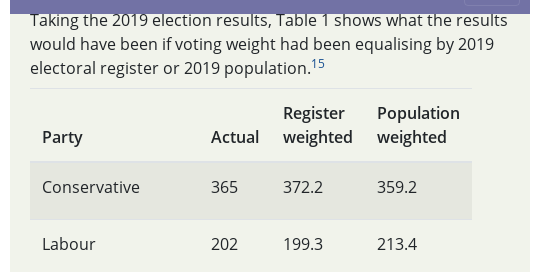 Taking the 2019 election results, Table 1 shows what the results
would have been if voting weight had been equalising by 2019
electoral register or 2019 population.15
Party Actual Register weighted Population weighted
Conservative 365 372.2 359.2
Labour 202 199.3 213.4